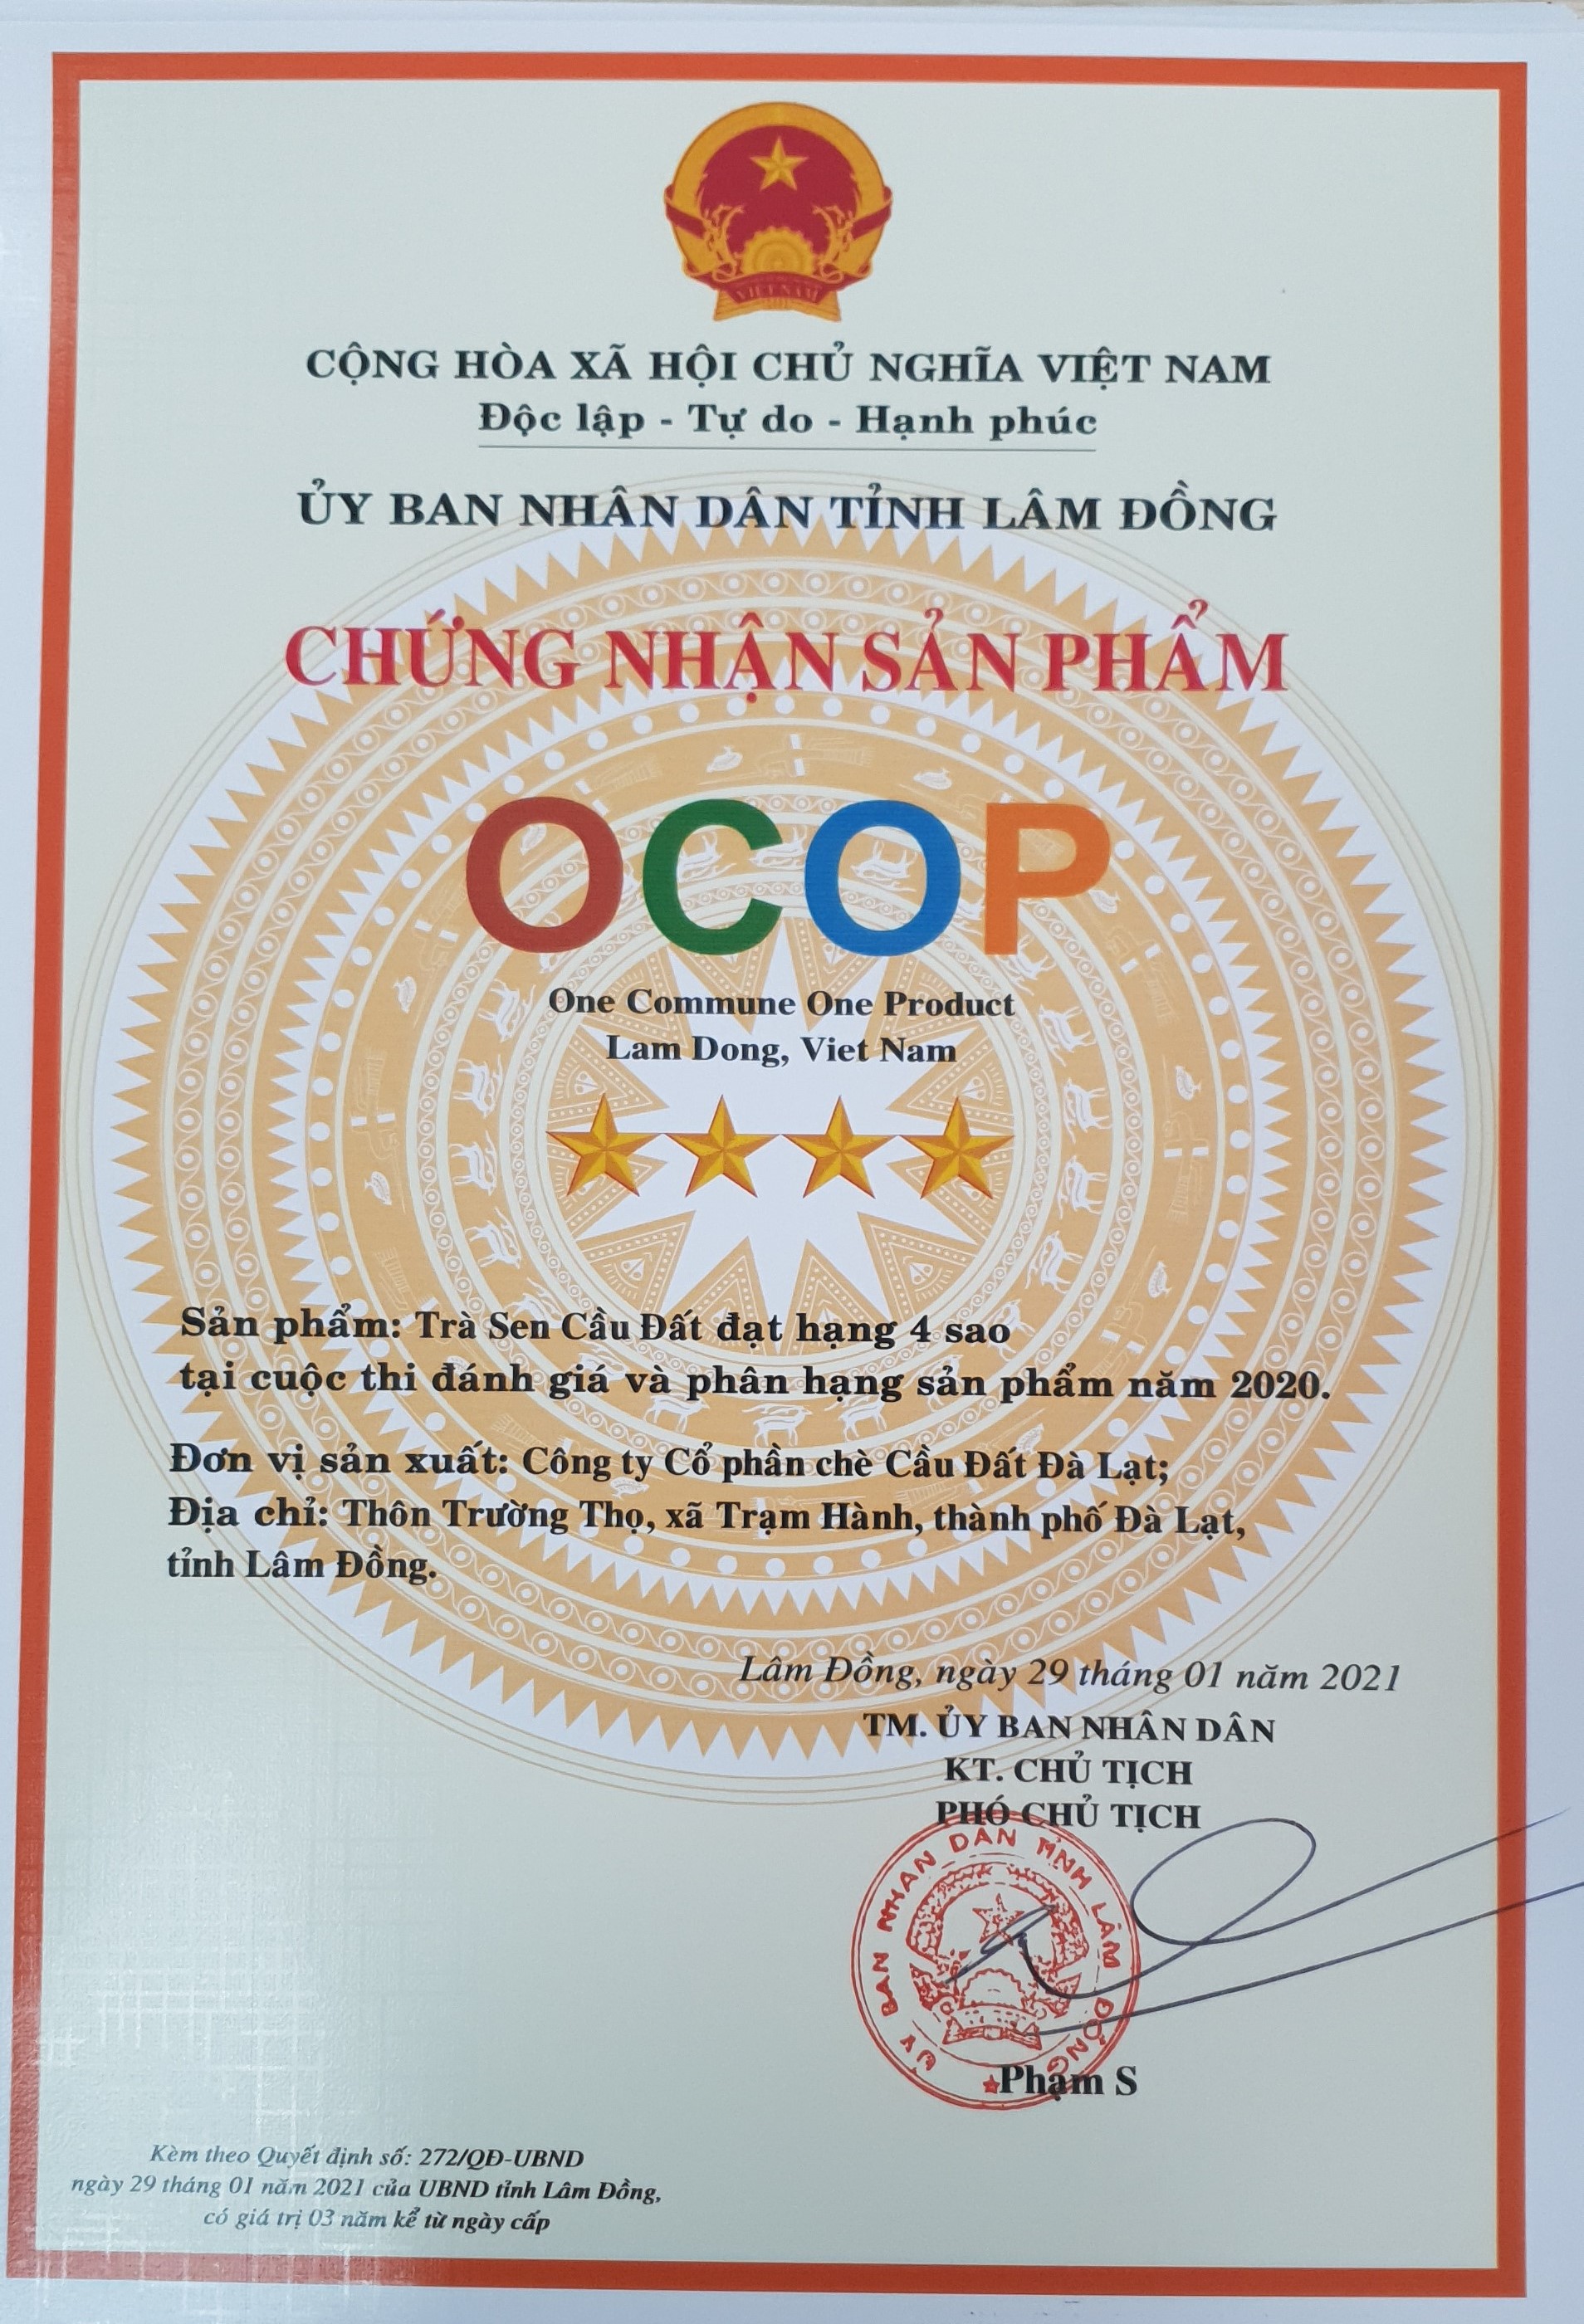 VIỆT NAM
CỘNG HÒA XÃ HỘI CHỦ NGHĨA VIỆT NAM
Độc lập - Tự do - Hạnh phúc
ỦY BAN NHÂN DÂN TỈNH LÂM ĐỒNG
CHỨNG NHẬN SẢN PHẨM
OCOP
One Commune One Product
Lam Dong, Viet Nam
Sản phẩm: Trà Sen Cầu Đất đạt hạng 4 sao
tại cuộc thi đánh giá và phân hạng sản phẩm năm 2020.
Đơn vị sản xuất: Công ty Cổ phần chè Cầu Đất Đà Lạt;
Địa chỉ: Thôn Trường Thọ, xã Trạm Hành, thành phố Đà Lạt,
tỉnh Lâm Đồng.
Lâm Đồng, ngày 29 tháng 01 năm 2021
TM. ỦY BAN NHÂN DÂN
KT. CHỦ TỊCH
PHÓ CHỦ TỊCH
ỦY BAN NHÂN DÂN TỈNH LÂM ĐỒNG
Phạm S
Kèm theo Quyết định số: 272/QĐ-UBND
ngày 29 tháng 01 năm 2021 của UBND tỉnh Lâm Đồng,
có giá trị 03 năm kể từ ngày cấp